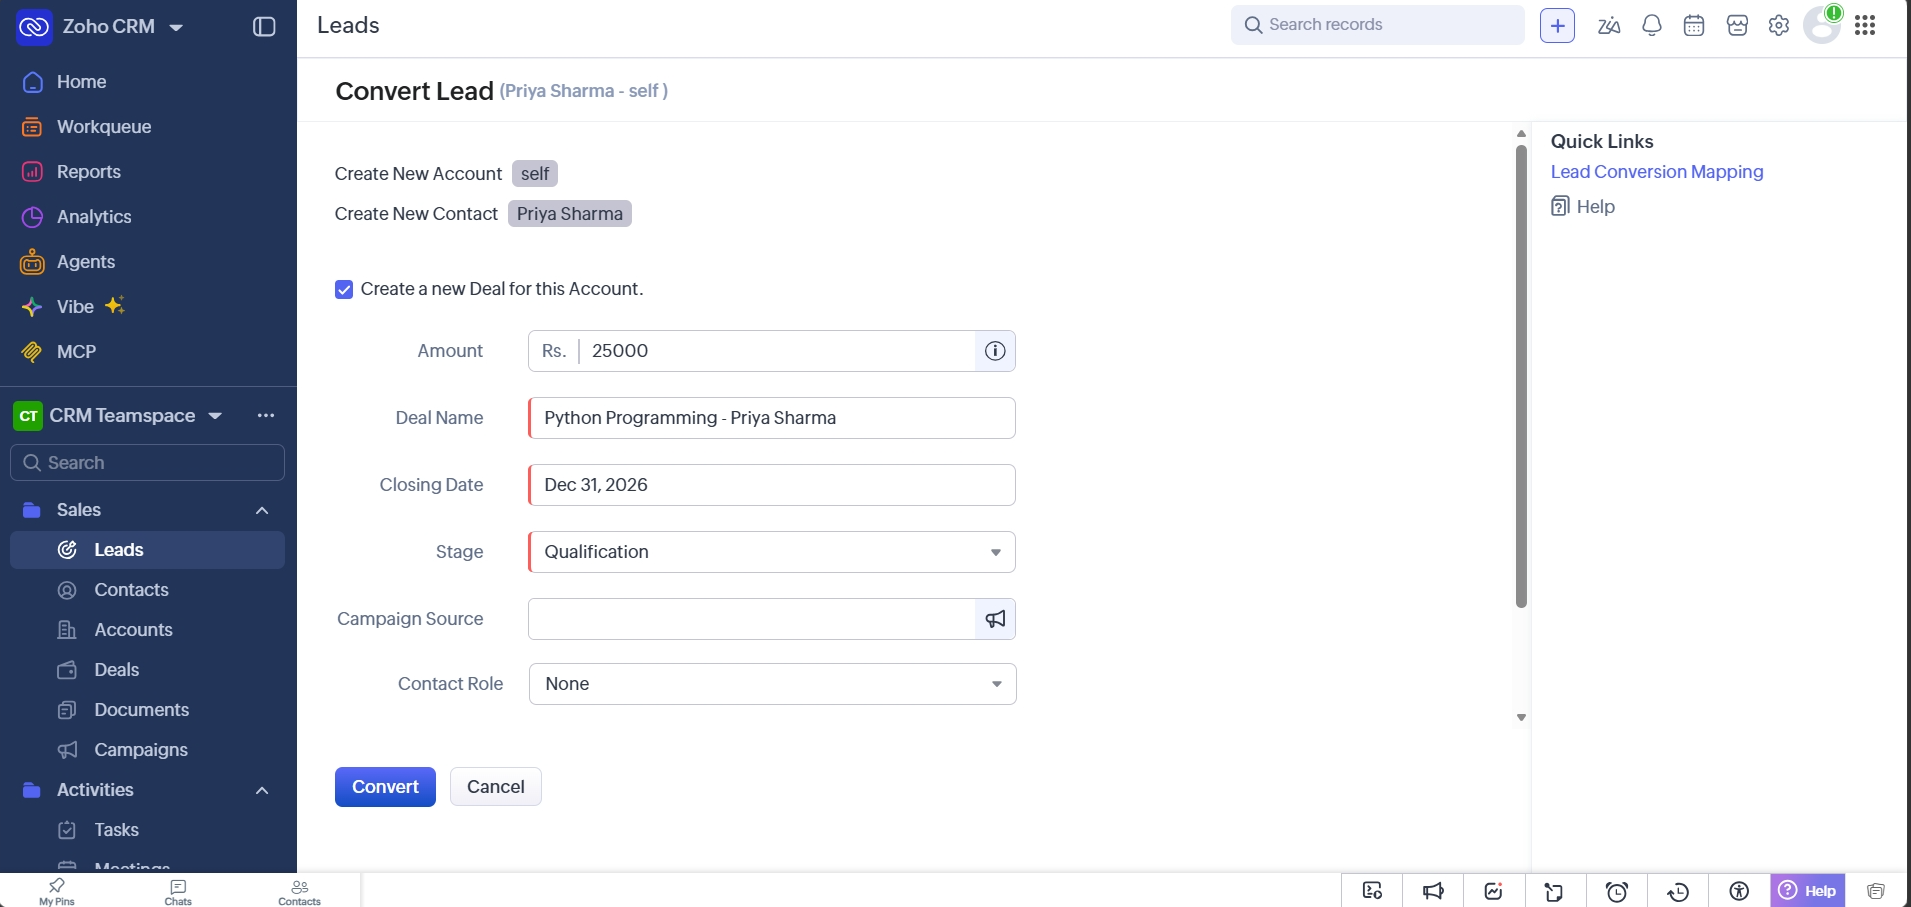 Zoho CRM
Leads
Search records
Home
Workqueue
Reports
Analytics
Agents
Vibe
MCP
CT CRM Teamspace
Search
Sales
Leads
Contacts
Accounts
Deals
Documents
Campaigns
Activities
Tasks
Meetings
My Pins
Chats
Contacts
Convert Lead (Priya Sharma - self )
Create New Account self
Create New Contact Priya Sharma
Create a new Deal for this Account.
Amount Rs. 25000
Deal Name Python Programming - Priya Sharma
Closing Date Dec 31, 2026
Stage Qualification
Campaign Source
Contact Role None
Convert Cancel
Quick Links
Lead Conversion Mapping
Help
Help